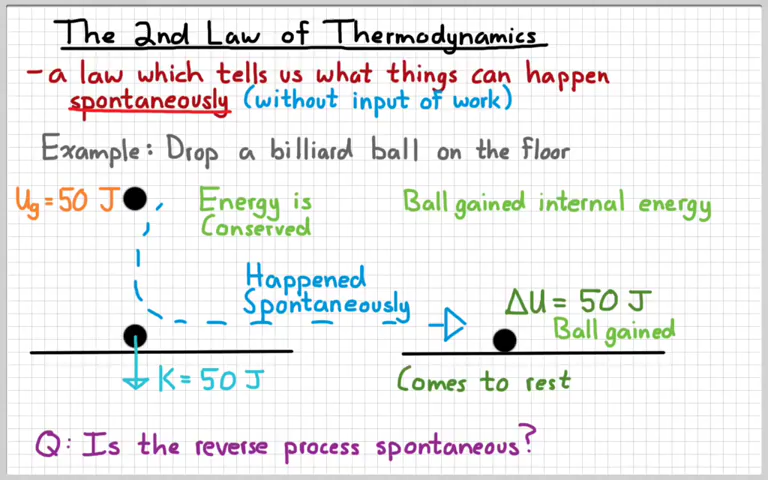 The 2nd Law of Thermodynamics
- a law which tells us what things can happen
spontaneously (without input of work)
Example: Drop a billiard ball on the floor
Ug = 50 J
Energy is
Conserved
Ball gained internal energy
Happened
Spontaneously
ΔU = 50 J
Ball gained
K = 50 J
Comes to rest
Q: Is the reverse process spontaneous?